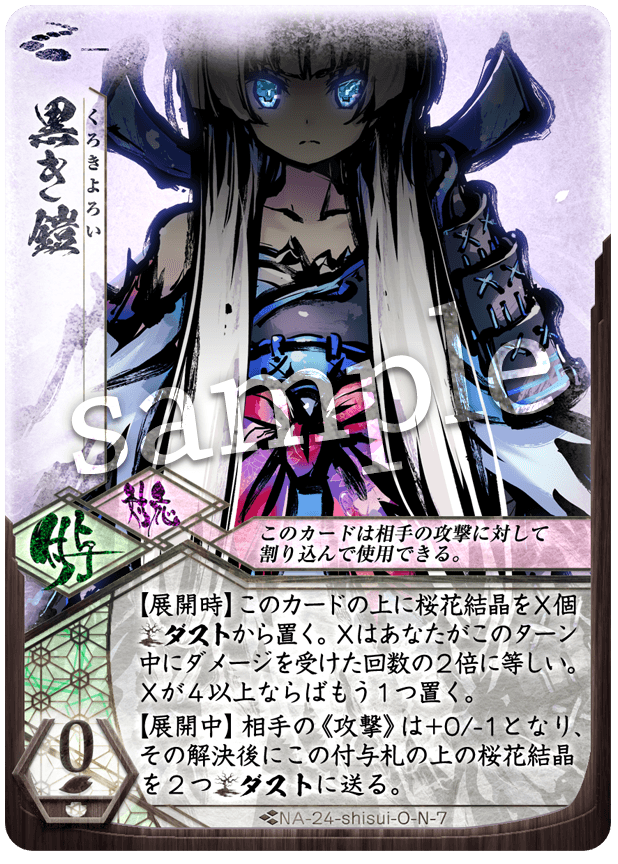 黒き鎧
くろきよろい
sample
付与
対応
このカードは相手の攻撃に対して
割り込んで使用できる。
【展開時】このカードの上に桜花結晶をX個
ダストから置く。Xはあなたがこのターン
中にダメージを受けた回数の２倍に等しい。
Xが４以上ならばもう１つ置く。
【展開中】相手の《攻撃》は+0/-1となり、
その解決後にこの付与札の上の桜花結晶
を２つダストに送る。
0
NA-24-shisui-O-N-7